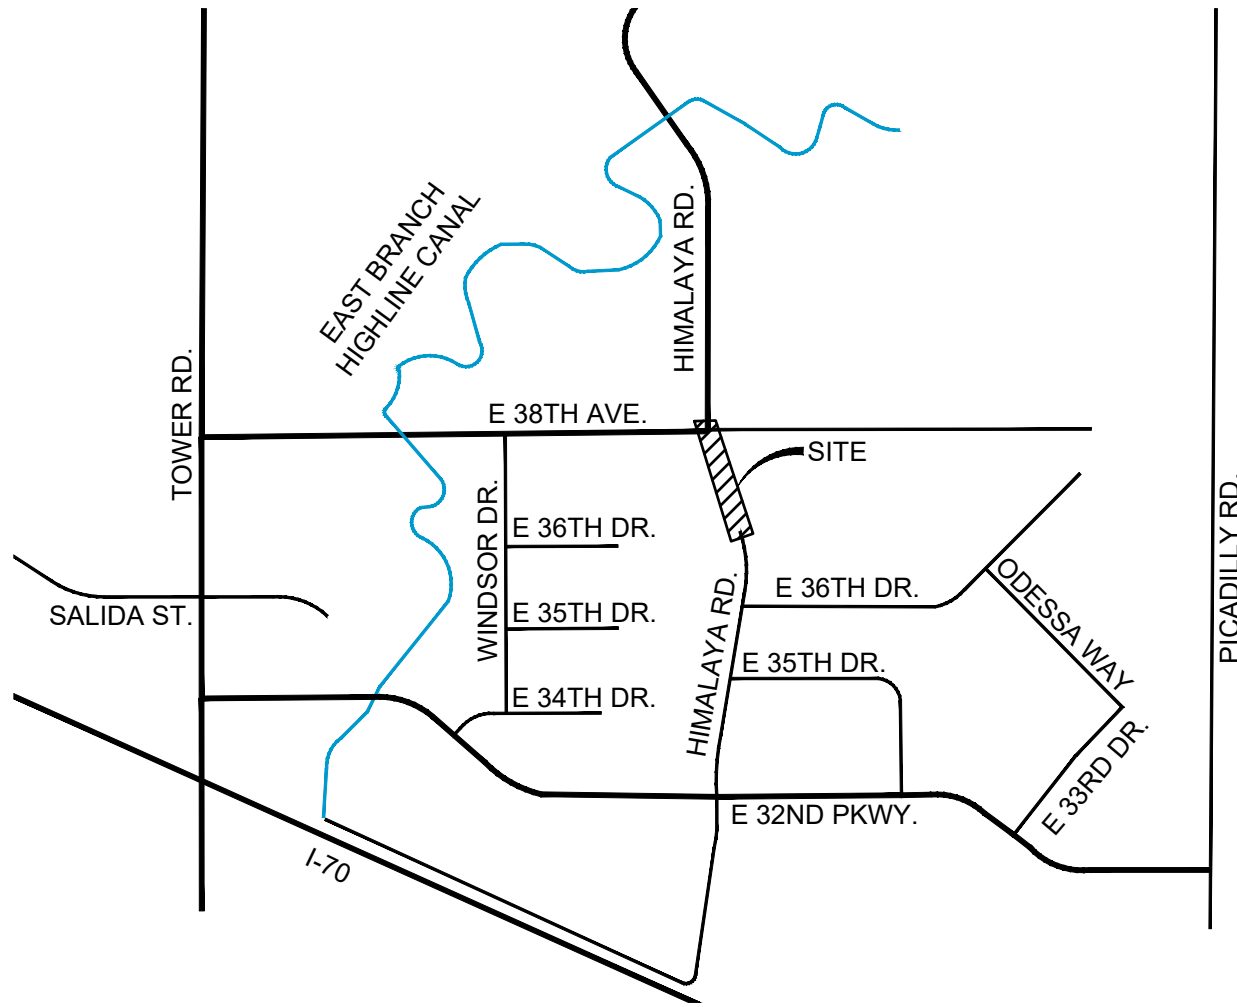 EAST BRANCH
HIGHLINE CANAL
HIMALAYA RD.
TOWER RD.
E 38TH AVE.
SITE
WINDSOR DR.
E 36TH DR.
PICADILLY RD.
E 36TH DR.
ODESSA WAY
SALIDA ST.
E 35TH DR.
HIMALAYA RD.
E 35TH DR.
E 34TH DR.
E 33RD DR.
E 32ND PKWY.
I-70